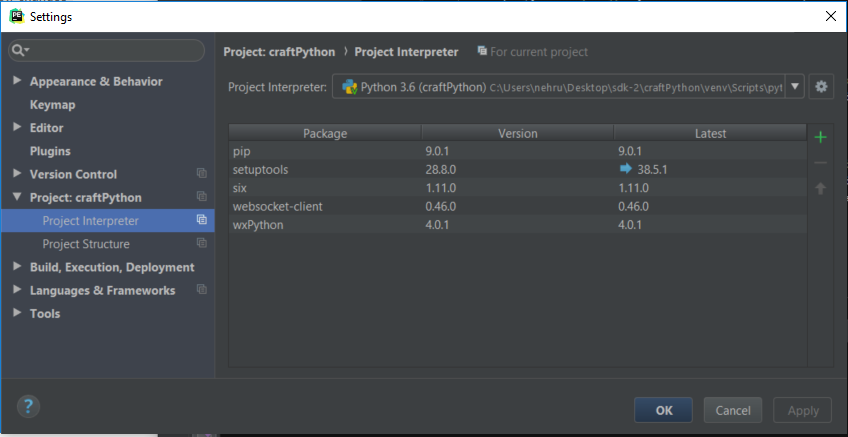 Settings
Project: craftPython > Project Interpreter For current project
Appearance & Behavior
Keymap
Editor
Plugins
Version Control
Project: craftPython
Project Interpreter
Project Structure
Build, Execution, Deployment
Languages & Frameworks
Tools
Project Interpreter: Python 3.6 (craftPython) C:\Users\nehru\Desktop\sdk-2\craftPython\venv\Scripts\pyt
Package Version Latest
pip 9.0.1 9.0.1
setuptools 28.8.0 38.5.1
six 1.11.0 1.11.0
websocket-client 0.46.0 0.46.0
wxPython 4.0.1 4.0.1
? OK Cancel Apply